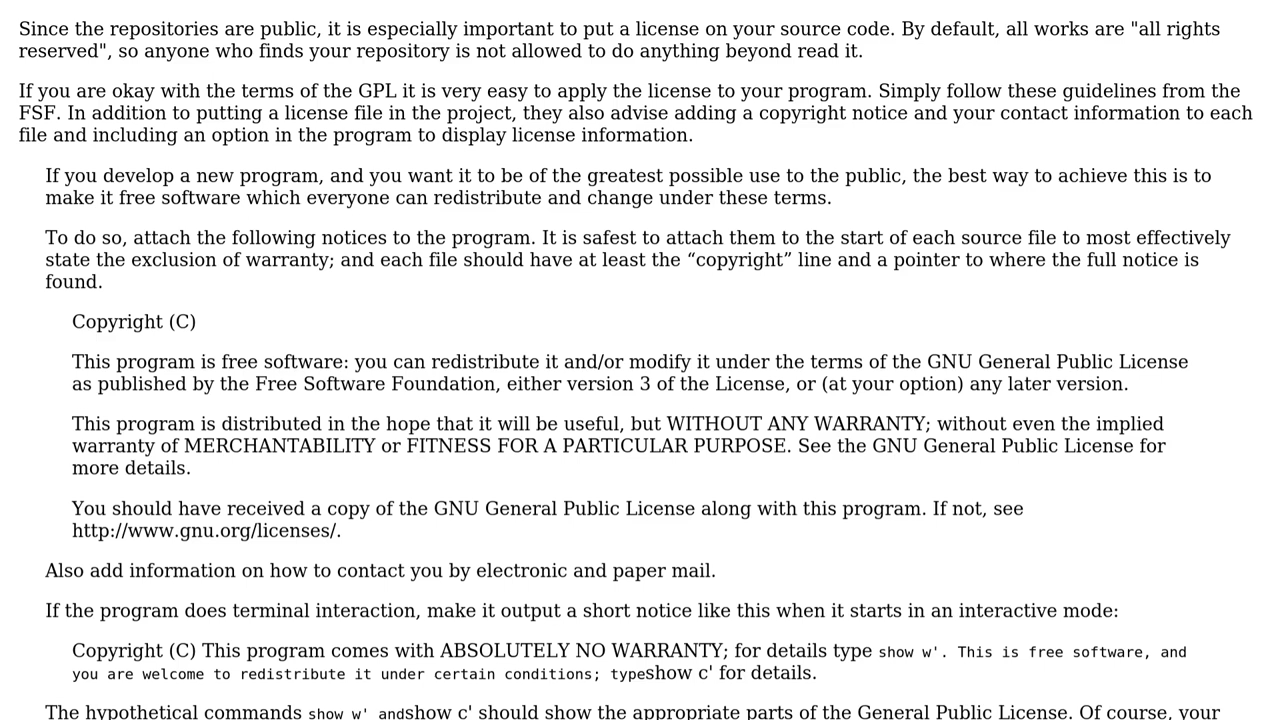 Since the repositories are public, it is especially important to put a license on your source code. By default, all works are "all rights
reserved", so anyone who finds your repository is not allowed to do anything beyond read it.
If you are okay with the terms of the GPL it is very easy to apply the license to your program. Simply follow these guidelines from the
FSF. In addition to putting a license file in the project, they also advise adding a copyright notice and your contact information to each
file and including an option in the program to display license information.
If you develop a new program, and you want it to be of the greatest possible use to the public, the best way to achieve this is to
make it free software which everyone can redistribute and change under these terms.
To do so, attach the following notices to the program. It is safest to attach them to the start of each source file to most effectively
state the exclusion of warranty; and each file should have at least the “copyright” line and a pointer to where the full notice is
found.
Copyright (C)
This program is free software: you can redistribute it and/or modify it under the terms of the GNU General Public License
as published by the Free Software Foundation, either version 3 of the License, or (at your option) any later version.
This program is distributed in the hope that it will be useful, but WITHOUT ANY WARRANTY; without even the implied
warranty of MERCHANTABILITY or FITNESS FOR A PARTICULAR PURPOSE. See the GNU General Public License for
more details.
You should have received a copy of the GNU General Public License along with this program. If not, see
http://www.gnu.org/licenses/.
Also add information on how to contact you by electronic and paper mail.
If the program does terminal interaction, make it output a short notice like this when it starts in an interactive mode:
Copyright (C) This program comes with ABSOLUTELY NO WARRANTY; for details type show w'. This is free software, and
you are welcome to redistribute it under certain conditions; typeshow c' for details.
The hypothetical commands show w' andshow c' should show the appropriate parts of the General Public License. Of course, your